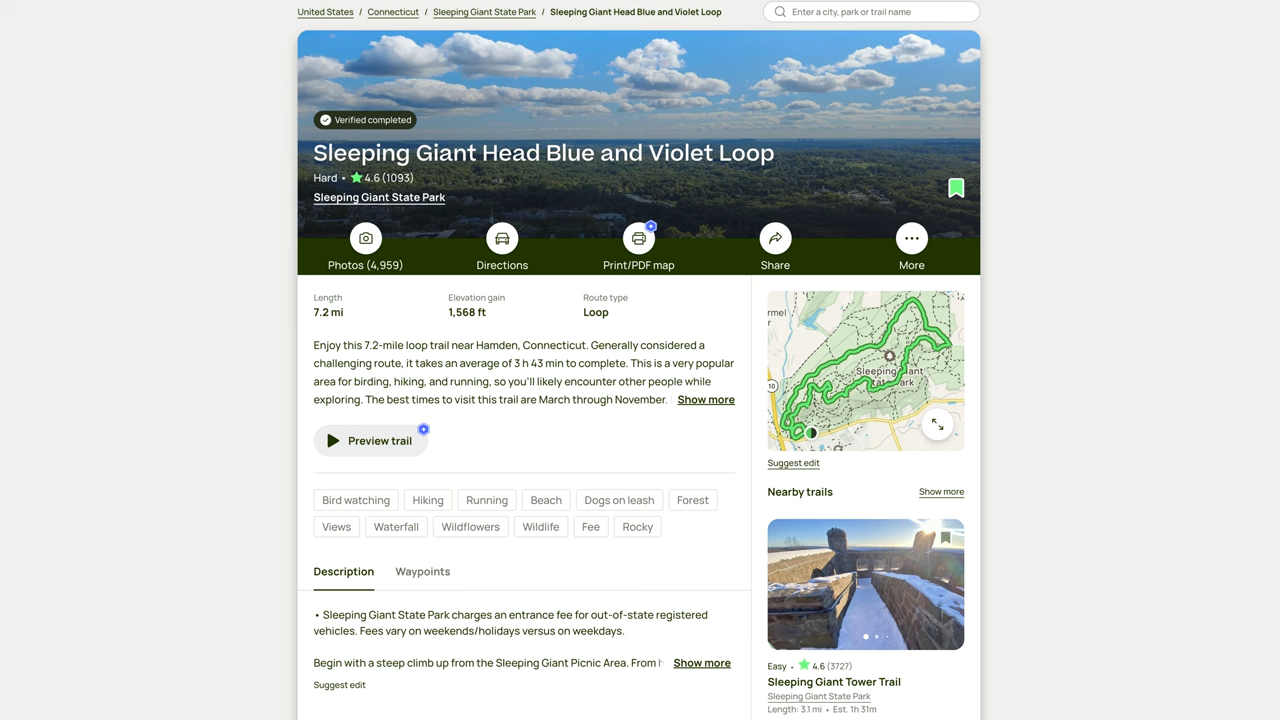 United States / Connecticut / Sleeping Giant State Park / Sleeping Giant Head Blue and Violet Loop
Enter a city, park or trail name
Verified completed
Sleeping Giant Head Blue and Violet Loop
Hard • 4.6 (1093)
Sleeping Giant State Park
Photos (4,959)
Directions
Print/PDF map
Share
More
Length
7.2 mi
Elevation gain
1,568 ft
Route type
Loop
Enjoy this 7.2-mile loop trail near Hamden, Connecticut. Generally considered a
challenging route, it takes an average of 3 h 43 min to complete. This is a very popular
area for birding, hiking, and running, so you'll likely encounter other people while
exploring. The best times to visit this trail are March through November. Show more
Preview trail
Bird watching
Hiking
Running
Beach
Dogs on leash
Forest
Views
Waterfall
Wildflowers
Wildlife
Fee
Rocky
Description
Waypoints
• Sleeping Giant State Park charges an entrance fee for out-of-state registered
vehicles. Fees vary on weekends/holidays versus on weekdays.
Begin with a steep climb up from the Sleeping Giant Picnic Area. From h Show more
Suggest edit
rmel
r
10
Sleeping Giant
Park
Suggest edit
Nearby trails
Show more
Easy • 4.6 (3727)
Sleeping Giant Tower Trail
Sleeping Giant State Park
Length: 3.1 mi • Est. 1h 31m